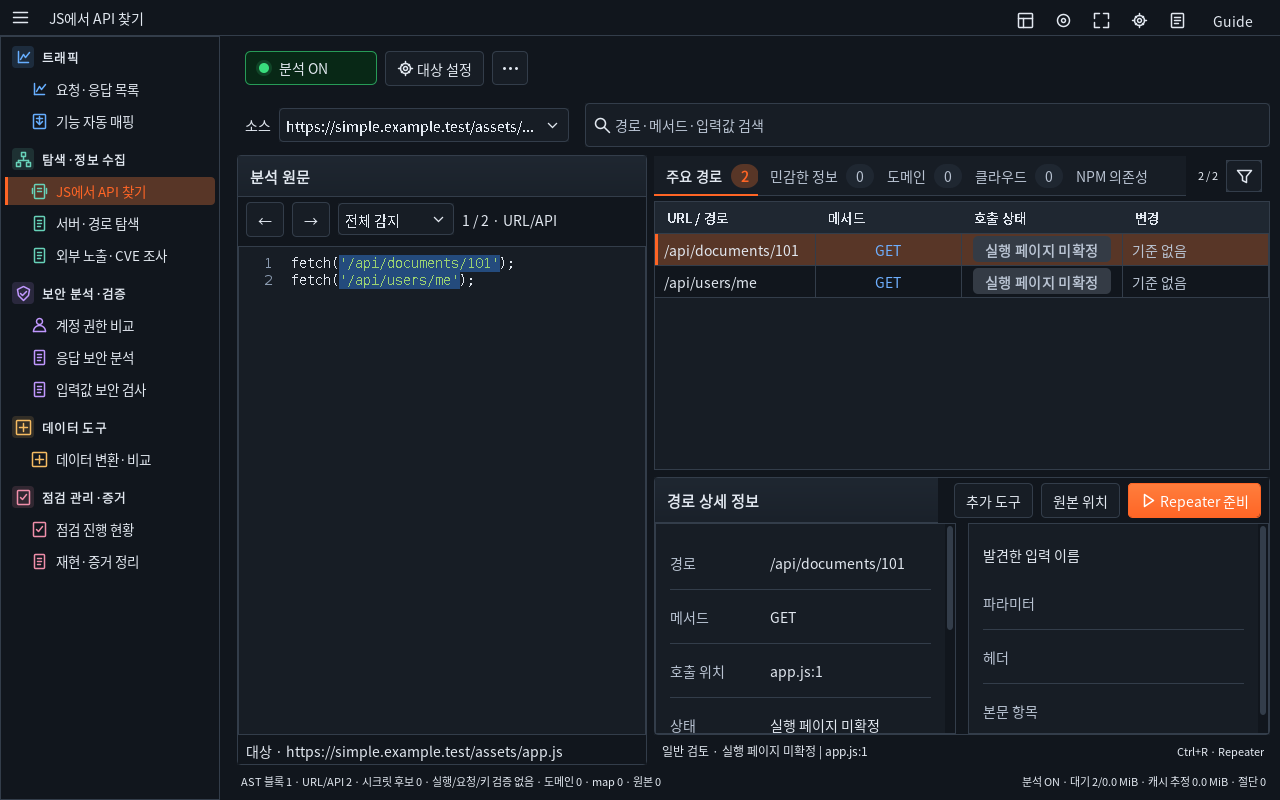 JS에서 API 찾기
Guide
트래픽
요청·응답 목록
기능 자동 매핑
탐색·정보 수집
JS에서 API 찾기
서버·경로 탐색
외부 노출·CVE 조사
보안 분석·검증
계정 권한 비교
응답 보안 분석
입력값 보안 검사
데이터 도구
데이터 변환·비교
점검 관리·증거
점검 진행 현황
재현·증거 정리
분석 ON
대상 설정
소스
https://simple.example.test/assets/...
경로·메서드·입력값 검색
분석 원문
← → 전체 감지 1 / 2 · URL/API
1 fetch('/api/documents/101');
2 fetch('/api/users/me');
대상 · https://simple.example.test/assets/app.js
주요 경로 2 민감한 정보 0 도메인 0 클라우드 0 NPM 의존성 2 / 2
URL / 경로 메서드 호출 상태 변경
/api/documents/101 GET 실행 페이지 미확정 기준 없음
/api/users/me GET 실행 페이지 미확정 기준 없음
경로 상세 정보
추가 도구 원본 위치 Repeater 준비
경로 /api/documents/101
메서드 GET
호출 위치 app.js:1
상태 실행 페이지 미확정
발견한 입력 이름
파라미터
헤더
본문 항목
일반 검토 · 실행 페이지 미확정 | app.js:1
Ctrl+R · Repeater
AST 블록 1 · URL/API 2 · 시크릿 후보 0 · 실행/요청/키 검증 없음 · 도메인 0 · map 0 · 원본 0
분석 ON · 대기 2/0.0 MiB · 캐시 추정 0.0 MiB · 절단 0